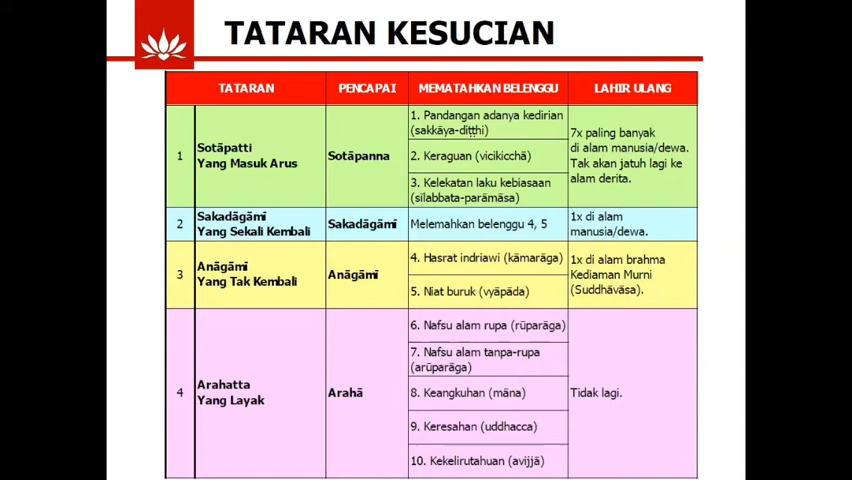 TATARAN KESUCIAN
TATARAN PENCAPAI MEMATAHKAN BELENGGU LAHIR ULANG
1
Sotāpatti
Yang Masuk Arus
Sotāpanna
1. Pandangan adanya kedirian
(sakkāya-diṭṭhi)
2. Keraguan (vicikicchā)
3. Kelekatan laku kebiasaan
(sīlabbata-parāmāsa)
7x paling banyak
di alam manusia/dewa.
Tak akan jatuh lagi ke
alam derita.
2
Sakadāgāmī
Yang Sekali Kembali
Sakadāgāmī
Melemahkan belenggu 4, 5
1x di alam
manusia/dewa.
3
Anāgāmī
Yang Tak Kembali
Anāgāmī
4. Hasrat indriawi (kāmarāga)
5. Niat buruk (vyāpāda)
1x di alam brahma
Kediaman Murni
(Suddhāvāsa).
4
Arahatta
Yang Layak
Arahā
6. Nafsu alam rupa (rūparāga)
7. Nafsu alam tanpa-rupa
(arūparāga)
8. Keangkuhan (māna)
9. Keresahan (uddhacca)
10. Kekelirutahuan (avijjā)
Tidak lagi.